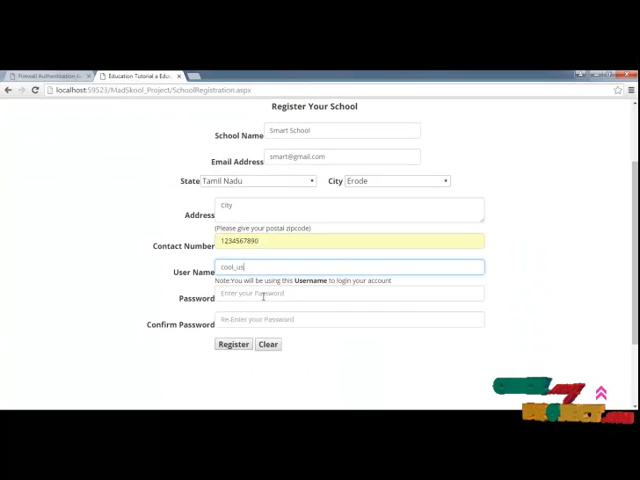 Firewall Authentication
Education Tutorial a Edu
localhost:59523/MadSkool_Project/SchoolRegistration.aspx
Register Your School
School Name Smart School
Email Address smart@gmail.com
State Tamil Nadu City Erode
Address City
(Please give your postal zipcode)
Contact Number 1234567890
User Name cool_us
Note:You will be using this Username to login your account
Password Enter your Password
Confirm Password Re-Enter your Password
Register Clear